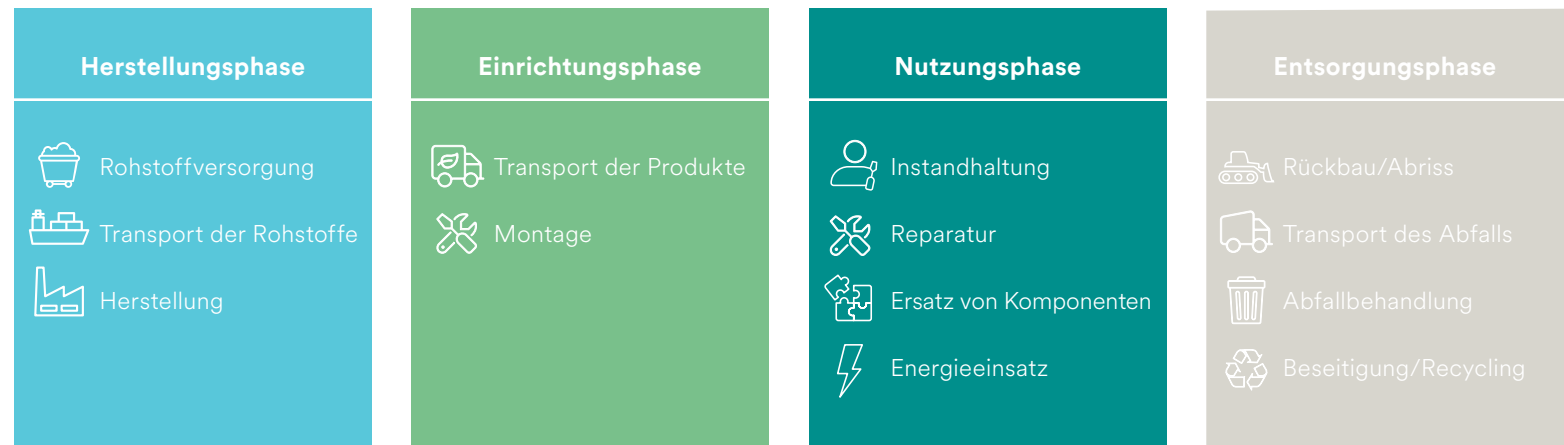 Herstellungsphase
Rohstoffversorgung
Transport der Rohstoffe
Herstellung
Einrichtungsphase
Transport der Produkte
Montage
Nutzungsphase
Instandhaltung
Reparatur
Ersatz von Komponenten
Energieeinsatz
Entsorgungsphase
Rückbau/Abriss
Transport des Abfalls
Abfallbehandlung
Beseitigung/Recycling